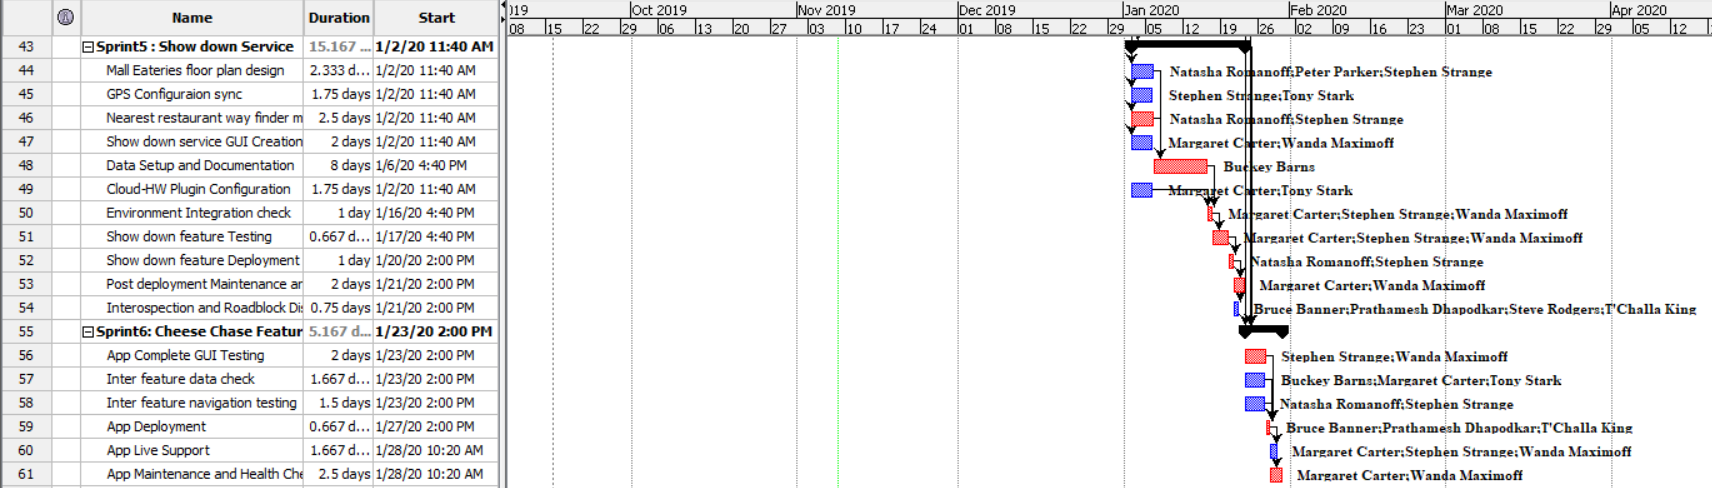 Name Duration Start
)19 Oct 2019 Nov 2019 Dec 2019 Jan 2020 Feb 2020 Mar 2020 Apr 2020
08 15 22 29 06 13 20 27 03 10 17 24 01 08 15 22 29 05 12 19 26 02 09 16 23 01 08 15 22 29 05 12
43 Sprint5 : Show down Service 15.167 ... 1/2/20 11:40 AM
44 Mall Eateries floor plan design 2.333 d... 1/2/20 11:40 AM Natasha Romanoff;Peter Parker;Stephen Strange
45 GPS Configuraion sync 1.75 days 1/2/20 11:40 AM Stephen Strange;Tony Stark
46 Nearest restaurant way finder m 2.5 days 1/2/20 11:40 AM Natasha Romanoff;Stephen Strange
47 Show down service GUI Creation 2 days 1/2/20 11:40 AM Margaret Carter;Wanda Maximoff
48 Data Setup and Documentation 8 days 1/6/20 4:40 PM Buckey Barns
49 Cloud-HW Plugin Configuration 1.75 days 1/2/20 11:40 AM Margaret Carter;Tony Stark
50 Environment Integration check 1 day 1/16/20 4:40 PM Margaret Carter;Stephen Strange;Wanda Maximoff
51 Show down feature Testing 0.667 d... 1/17/20 4:40 PM Margaret Carter;Stephen Strange;Wanda Maximoff
52 Show down feature Deployment 1 day 1/20/20 2:00 PM Natasha Romanoff;Stephen Strange
53 Post deployment Maintenance ar 2 days 1/21/20 2:00 PM Margaret Carter;Wanda Maximoff
54 Interospection and Roadblock Di 0.75 days 1/21/20 2:00 PM Bruce Banner;Prathamesh Dhapodkar;Steve Rodgers;T'Challa King
55 Sprint6: Cheese Chase Featur 5.167 d... 1/23/20 2:00 PM
56 App Complete GUI Testing 2 days 1/23/20 2:00 PM Stephen Strange;Wanda Maximoff
57 Inter feature data check 1.667 d... 1/23/20 2:00 PM Buckey Barns;Margaret Carter;Tony Stark
58 Inter feature navigation testing 1.5 days 1/23/20 2:00 PM Natasha Romanoff;Stephen Strange
59 App Deployment 0.667 d... 1/27/20 2:00 PM Bruce Banner;Prathamesh Dhapodkar;T'Challa King
60 App Live Support 1.667 d... 1/28/20 10:20 AM Margaret Carter;Stephen Strange;Wanda Maximoff
61 App Maintenance and Health Che 2.5 days 1/28/20 10:20 AM Margaret Carter;Wanda Maximoff